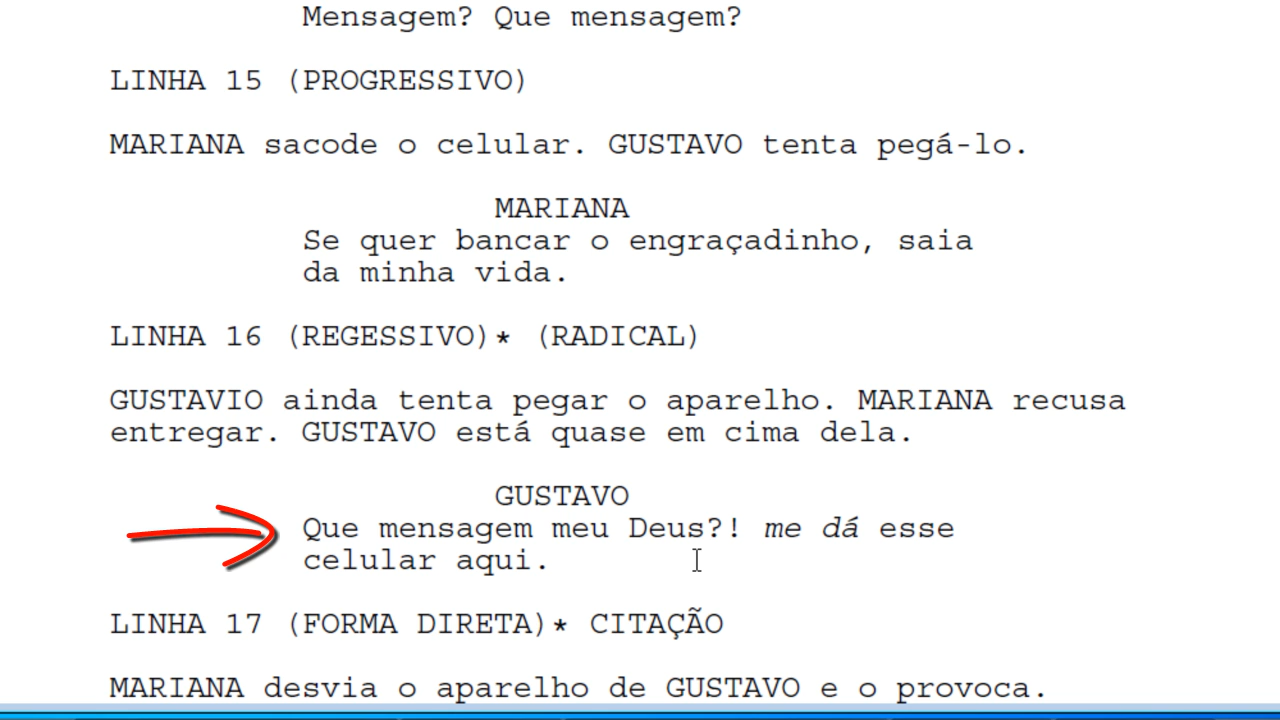 Mensagem? Que mensagem?
LINHA 15 (PROGRESSIVO)
MARIANA sacode o celular. GUSTAVO tenta pegá-lo.
MARIANA
Se quer bancar o engraçadinho, saia
da minha vida.
LINHA 16 (REGESSIVO)* (RADICAL)
GUSTAVIO ainda tenta pegar o aparelho. MARIANA recusa
entregar. GUSTAVO está quase em cima dela.
GUSTAVO
Que mensagem meu Deus?! me dá esse
celular aqui.
LINHA 17 (FORMA DIRETA)* CITAÇÃO
MARIANA desvia o aparelho de GUSTAVO e o provoca.